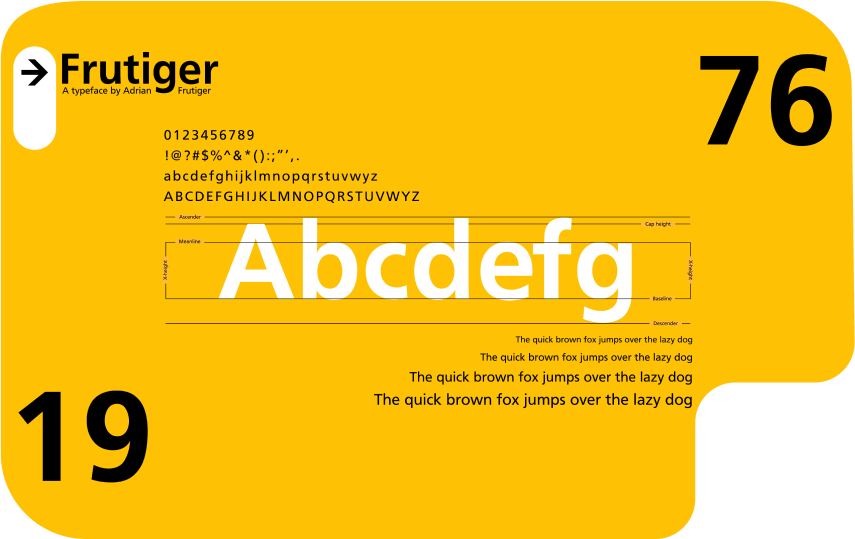 ➔ Frutiger
A typeface by Adrian Frutiger
76
0123456789
!@?#$%^&*():;”’,.
abcdefghijklmnopqrstuvwyz
ABCDEFGHIJKLMNOPQRSTUVWYZ
Ascender
Cap height
Meanline
X-height
Abcdefg
X-height
Baseline
Descender
The quick brown fox jumps over the lazy dog
The quick brown fox jumps over the lazy dog
The quick brown fox jumps over the lazy dog
The quick brown fox jumps over the lazy dog
19